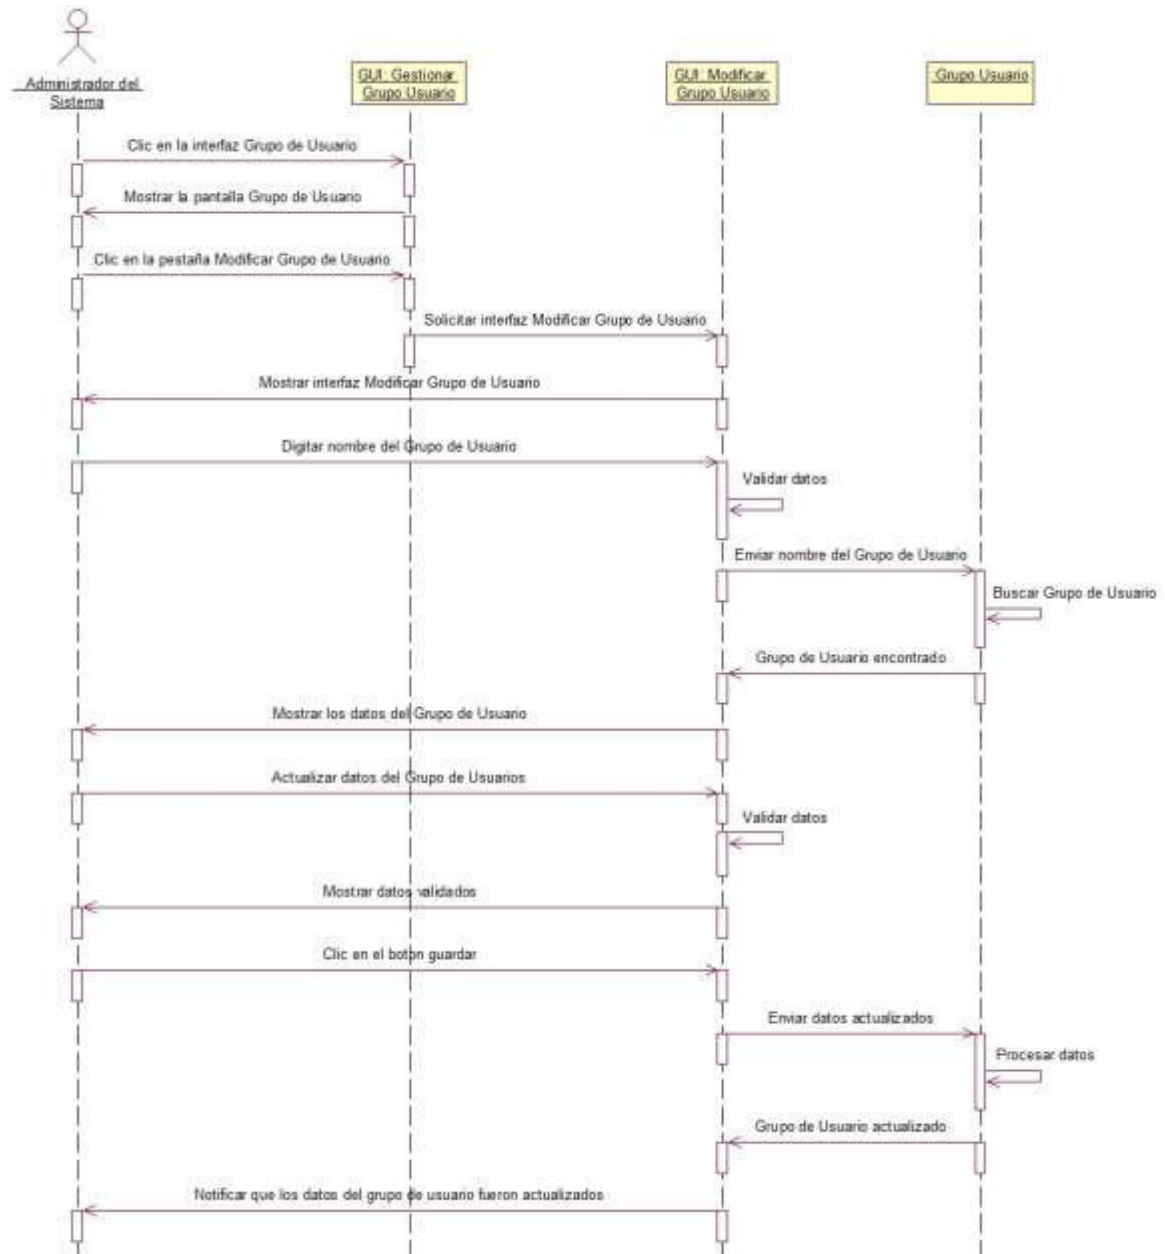 Administrador del
Sistema
GUI: Gestionar
Grupo Usuario
GUI: Modificar
Grupo Usuario
Grupo Usuario
Clic en la interfaz Grupo de Usuario
Mostrar la pantalla Grupo de Usuario
Clic en la pestaña Modificar Grupo de Usuario
Solicitar interfaz Modificar Grupo de Usuario
Mostrar interfaz Modificar Grupo de Usuario
Digitar nombre del Grupo de Usuario
Validar datos
Enviar nombre del Grupo de Usuario
Buscar Grupo de Usuario
Grupo de Usuario encontrado
Mostrar los datos del Grupo de Usuario
Actualizar datos del Grupo de Usuarios
Validar datos
Mostrar datos validados
Clic en el boton guardar
Enviar datos actualizados
Procesar datos
Grupo de Usuario actualizado
Notificar que los datos del grupo de usuario fueron actualizados